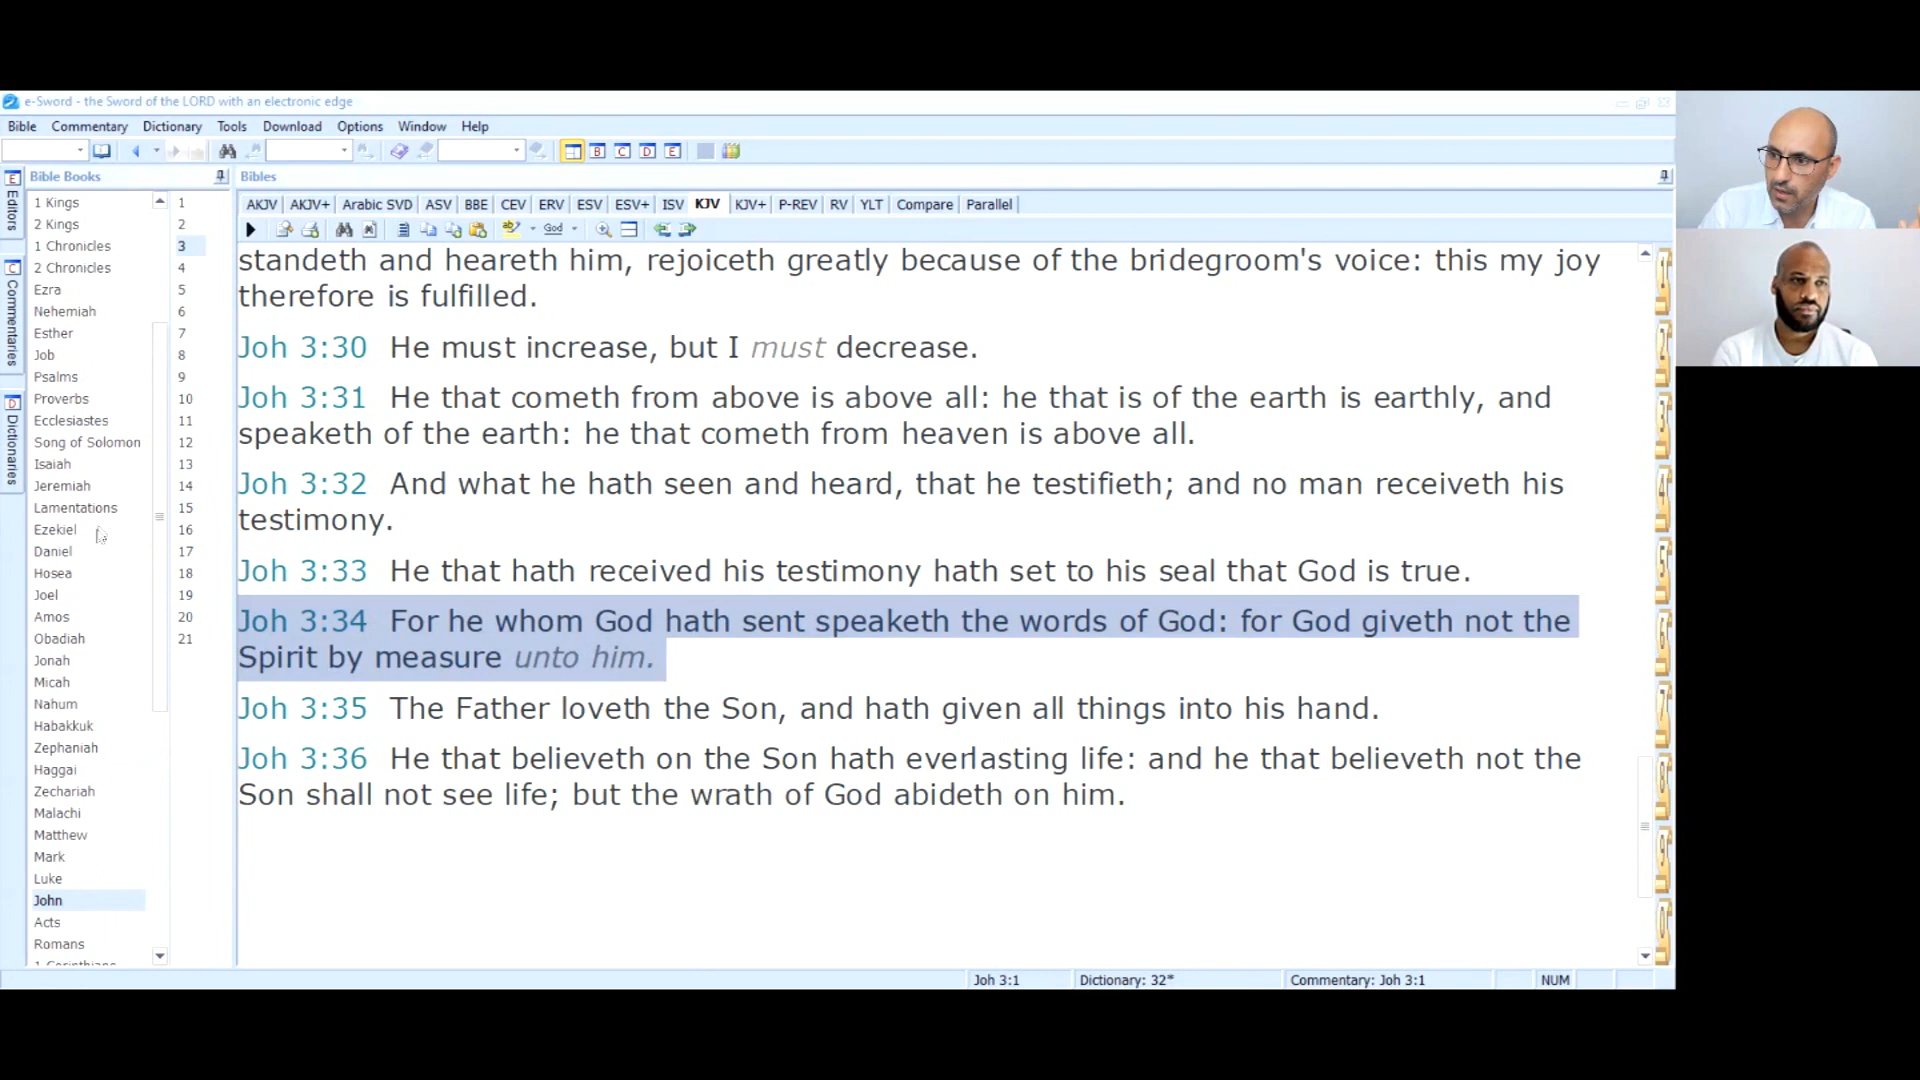 e-Sword - the Sword of the LORD with an electronic edge
Bible Commentary Dictionary Tools Download Options Window Help
B C D E
E Editors
C Commentaries
D Dictionaries
Bible Books
1 Kings
2 Kings
1 Chronicles
2 Chronicles
Ezra
Nehemiah
Esther
Job
Psalms
Proverbs
Ecclesiastes
Song of Solomon
Isaiah
Jeremiah
Lamentations
Ezekiel
Daniel
Hosea
Joel
Amos
Obadiah
Jonah
Micah
Nahum
Habakkuk
Zephaniah
Haggai
Zechariah
Malachi
Matthew
Mark
Luke
John
Acts
Romans
1
2
3
4
5
6
7
8
9
10
11
12
13
14
15
16
17
18
19
20
21
Bibles
AKJV AKJV+ Arabic SVD ASV BBE CEV ERV ESV ESV+ ISV KJV KJV+ P-REV RV YLT Compare Parallel
God
standeth and heareth him, rejoiceth greatly because of the bridegroom's voice: this my joy
therefore is fulfilled.
Joh 3:30 He must increase, but I must decrease.
Joh 3:31 He that cometh from above is above all: he that is of the earth is earthly, and
speaketh of the earth: he that cometh from heaven is above all.
Joh 3:32 And what he hath seen and heard, that he testifieth; and no man receiveth his
testimony.
Joh 3:33 He that hath received his testimony hath set to his seal that God is true.
Joh 3:34 For he whom God hath sent speaketh the words of God: for God giveth not the
Spirit by measure unto him.
Joh 3:35 The Father loveth the Son, and hath given all things into his hand.
Joh 3:36 He that believeth on the Son hath everlasting life: and he that believeth not the
Son shall not see life; but the wrath of God abideth on him.
1
2
3
4
5
6
7
8
9
0
Joh 3:1 Dictionary: 32* Commentary: Joh 3:1 NUM